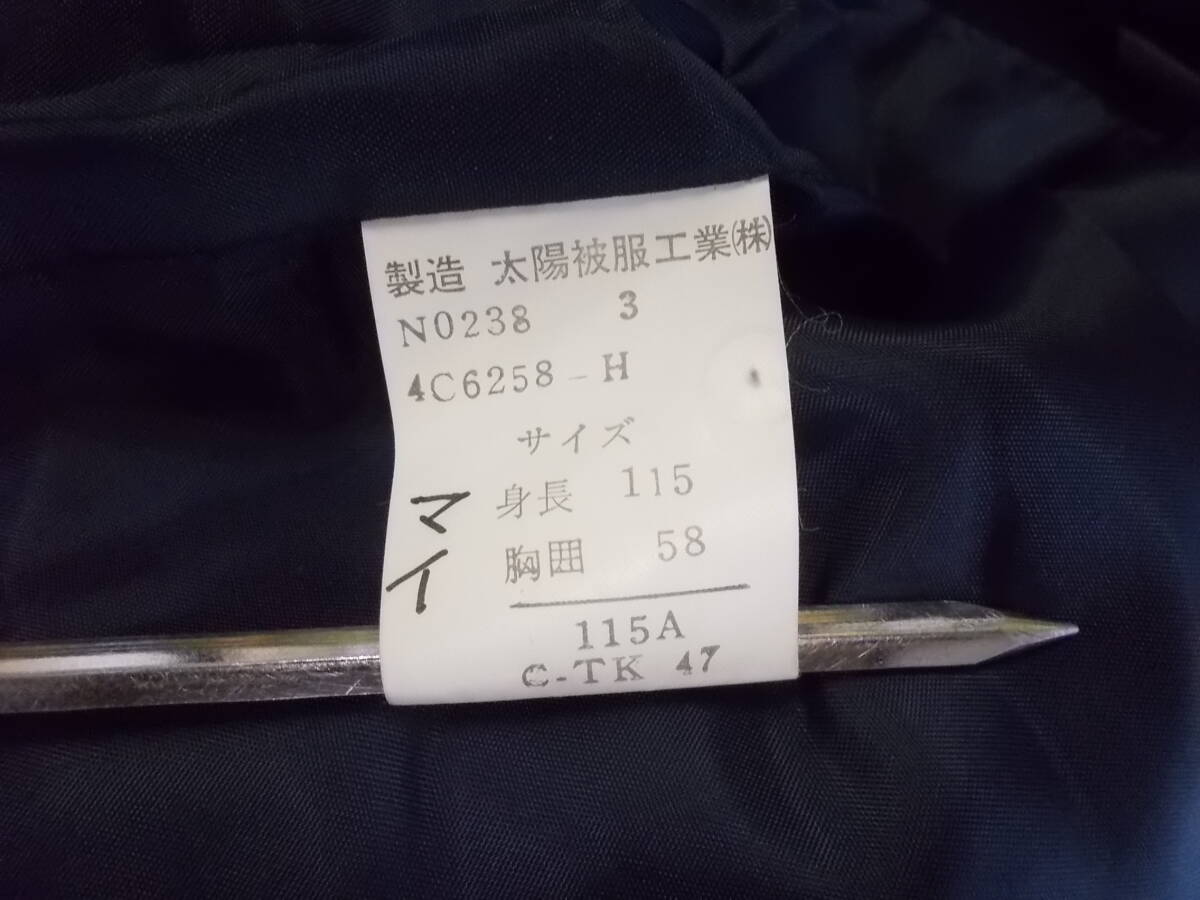 製造 太陽被服工業㈱
N0238 3
4C6258-H
サイズ
身長 115
胸囲 58
115A
C-TK 47
マイ